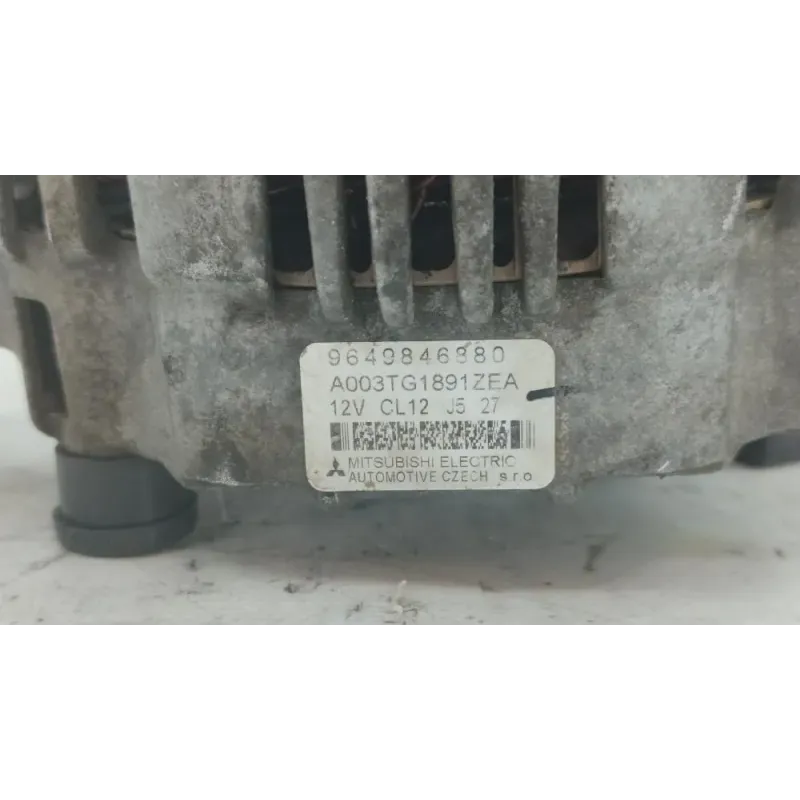 9649846880
A003TG1891ZEA
12V CL12 J5 27
MITSUBISHI ELECTRIC
AUTOMOTIVE CZECH s.r.o